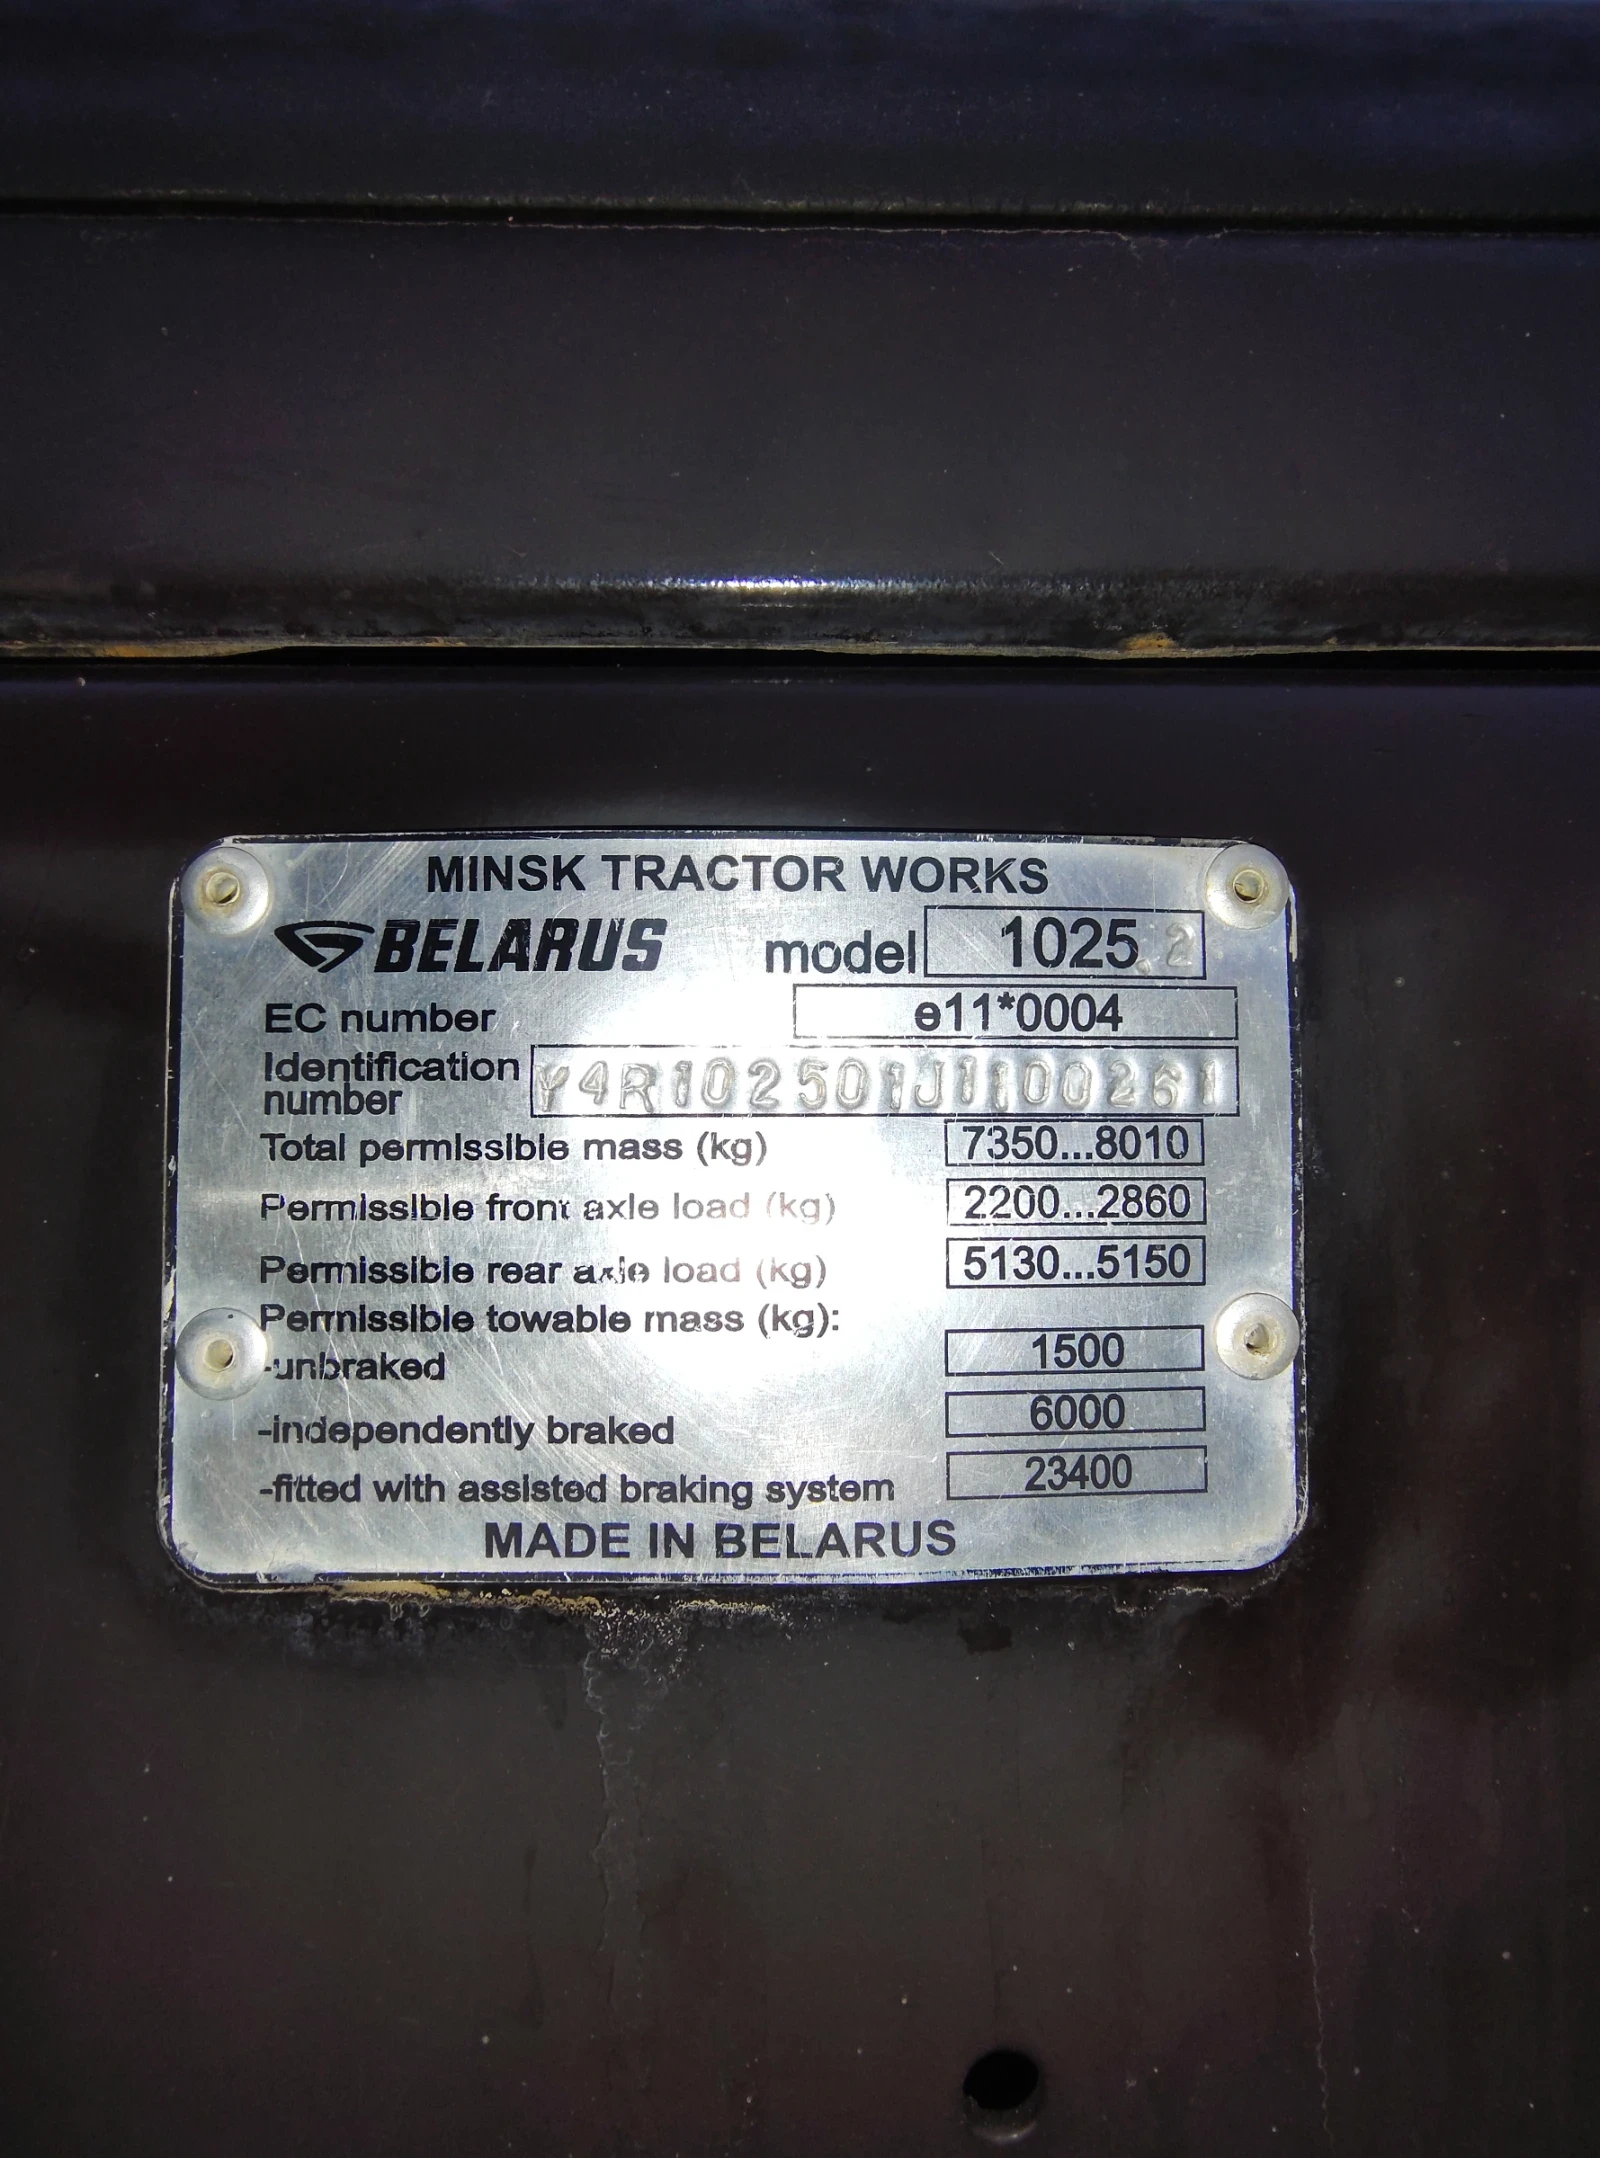 MINSK TRACTOR WORKS
BELARUS model 1025.2
EC number e11*0004
Identification number Y4R102501J1100261
Total permissible mass (kg) 7350...8010
Permissible front axle load (kg) 2200...2860
Permissible rear axle load (kg) 5130...5150
Permissible towable mass (kg):
-unbraked 1500
-independently braked 6000
-fitted with assisted braking system 23400
MADE IN BELARUS